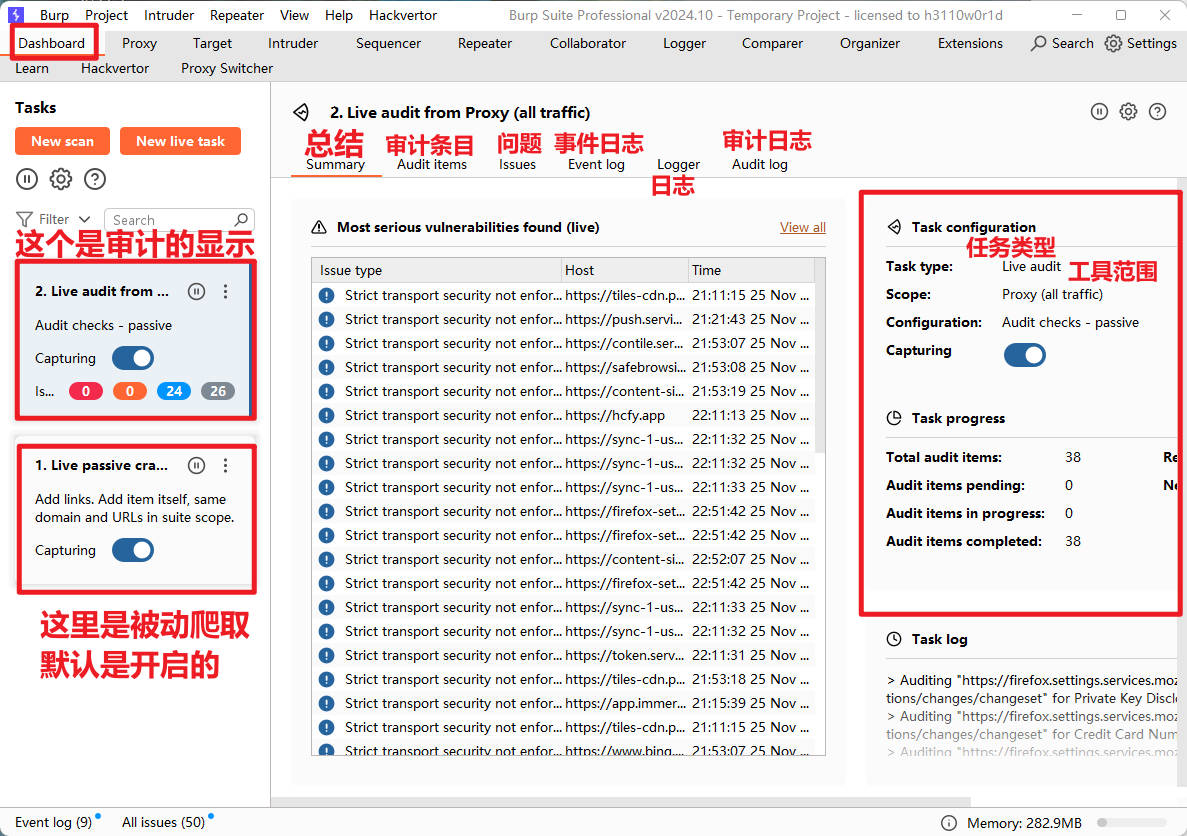 Burp Project Intruder Repeater View Help Hackvertor Burp Suite Professional v2024.10 - Temporary Project - licensed to h3110w0r1d
Dashboard Proxy Target Intruder Sequencer Repeater Collaborator Logger Comparer Organizer Extensions Search Settings
Learn Hackvertor Proxy Switcher
Tasks
New scan New live task
Filter Search
这个是审计的显示
2. Live audit from ...
Audit checks - passive
Capturing
Is... 0 0 24 26
1. Live passive cra...
Add links. Add item itself, same
domain and URLs in suite scope.
Capturing
这里是被动爬取
默认是开启的
2. Live audit from Proxy (all traffic)
总结 审计条目 问题 事件日志 审计日志
Summary Audit items Issues Event log Logger Audit log
日志
Most serious vulnerabilities found (live) View all
Issue type Host Time
Strict transport security not enfor... https://tiles-cdn.p... 21:11:15 25 Nov ...
Strict transport security not enfor... https://push.servi... 21:21:43 25 Nov ...
Strict transport security not enfor... https://contile.ser... 21:53:07 25 Nov ...
Strict transport security not enfor... https://safebrowsi... 21:53:08 25 Nov ...
Strict transport security not enfor... https://content-si... 21:53:19 25 Nov ...
Strict transport security not enfor... https://hcfy.app 22:11:13 25 Nov ...
Strict transport security not enfor... https://sync-1-us... 22:11:32 25 Nov ...
Strict transport security not enfor... https://sync-1-us... 22:11:32 25 Nov ...
Strict transport security not enfor... https://sync-1-us... 22:11:33 25 Nov ...
Strict transport security not enfor... https://firefox-set... 22:51:42 25 Nov ...
Strict transport security not enfor... https://firefox-set... 22:51:42 25 Nov ...
Strict transport security not enfor... https://content-si... 22:52:07 25 Nov ...
Strict transport security not enfor... https://firefox-set... 22:51:42 25 Nov ...
Strict transport security not enfor... https://sync-1-us... 22:11:33 25 Nov ...
Strict transport security not enfor... https://sync-1-us... 22:11:32 25 Nov ...
Strict transport security not enfor... https://token.serv... 22:11:31 25 Nov ...
Strict transport security not enfor... https://tiles-cdn.p... 21:53:18 25 Nov ...
Strict transport security not enfor... https://app.immer... 21:15:39 25 Nov ...
Strict transport security not enfor... https://tiles-cdn.p... 21:11:15 25 Nov ...
Strict transport security not enfor... https://www.bing.... 21:53:07 25 Nov ...
Task configuration
任务类型
Task type: Live audit
工具范围
Scope: Proxy (all traffic)
Configuration: Audit checks - passive
Capturing
Task progress
Total audit items: 38 Re
Audit items pending: 0 Ne
Audit items in progress: 0
Audit items completed: 38
Task log
> Auditing "https://firefox.settings.services.moz
tions/changes/changeset" for Private Key Discl
> Auditing "https://firefox.settings.services.moz
tions/changes/changeset" for Credit Card Num
> Auditing "https://firefox.settings.services.moz
Event log (9) All issues (50) Memory: 282.9MB